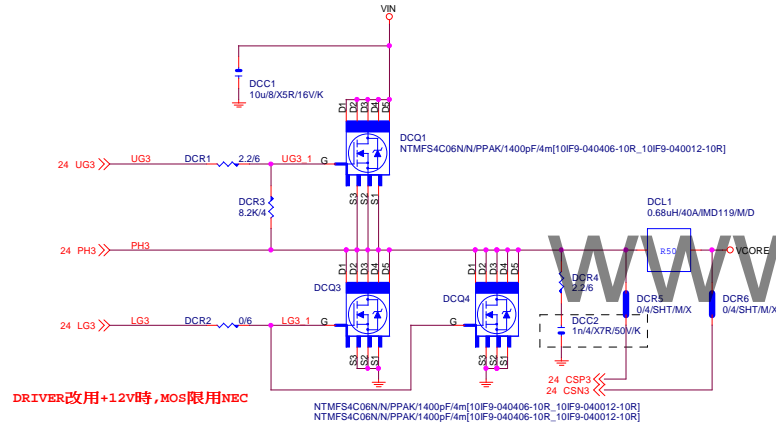 VIN
DCC1
10u/8/X5R/16V/K
D1 D2 D3 D4 D5
DCQ1
NTMFS4C06N/N/PPAK/1400pF/4m[10IF9-040406-10R_10IF9-040012-10R]
24 UG3 UG3 DCR1 2.2/6 UG3_1 G
S3 S2 S1
DCR3
8.2K/4
DCL1
0.68uH/40A/IMD119/M/D
24 PH3 PH3 R50 VCORE
D1 D2 D3 D4 D5 D1 D2 D3 D4 D5
WWW
DCQ3 DCQ4
DCR4
2.2/6
DCR5
0/4/SHT/M/X
DCR6
0/4/SHT/M/X
24 LG3 LG3 DCR2 0/6 LG3_1 G G
DCC2
1n/4/X7R/50V/K
S3 S2 S1 S3 S2 S1
24 CSP3
24 CSN3
DRIVER改用+12V時,MOS限用NEC
NTMFS4C06N/N/PPAK/1400pF/4m[10IF9-040406-10R_10IF9-040012-10R]
NTMFS4C06N/N/PPAK/1400pF/4m[10IF9-040406-10R_10IF9-040012-10R]